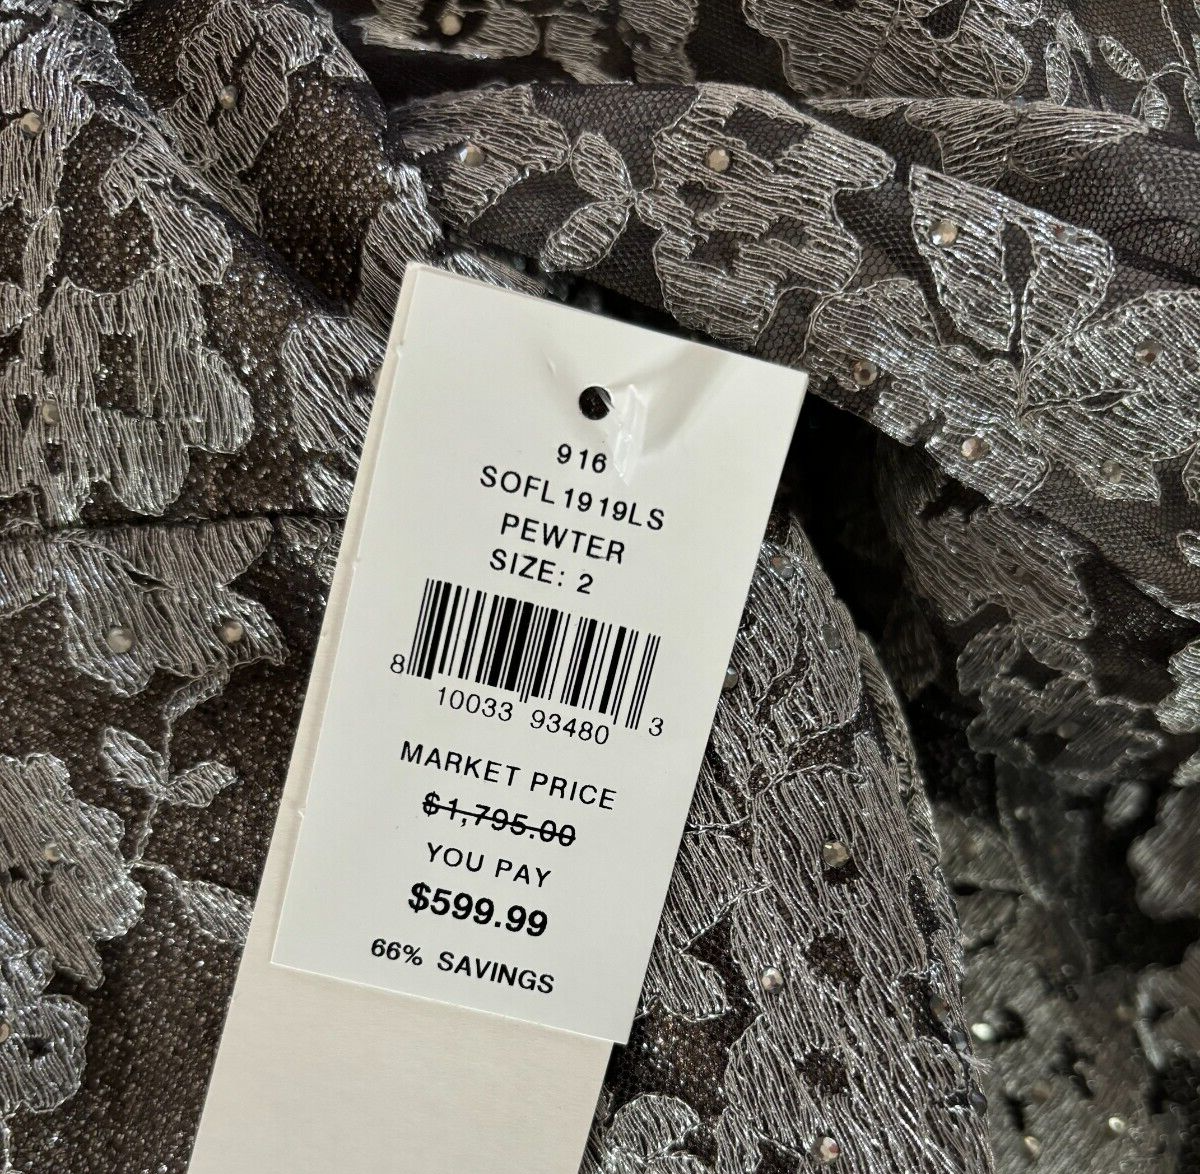 916
SOFL1919LS
PEWTER
SIZE: 2
8 10033 93480 3
MARKET PRICE
$1,795.00
YOU PAY
$599.99
66% SAVINGS